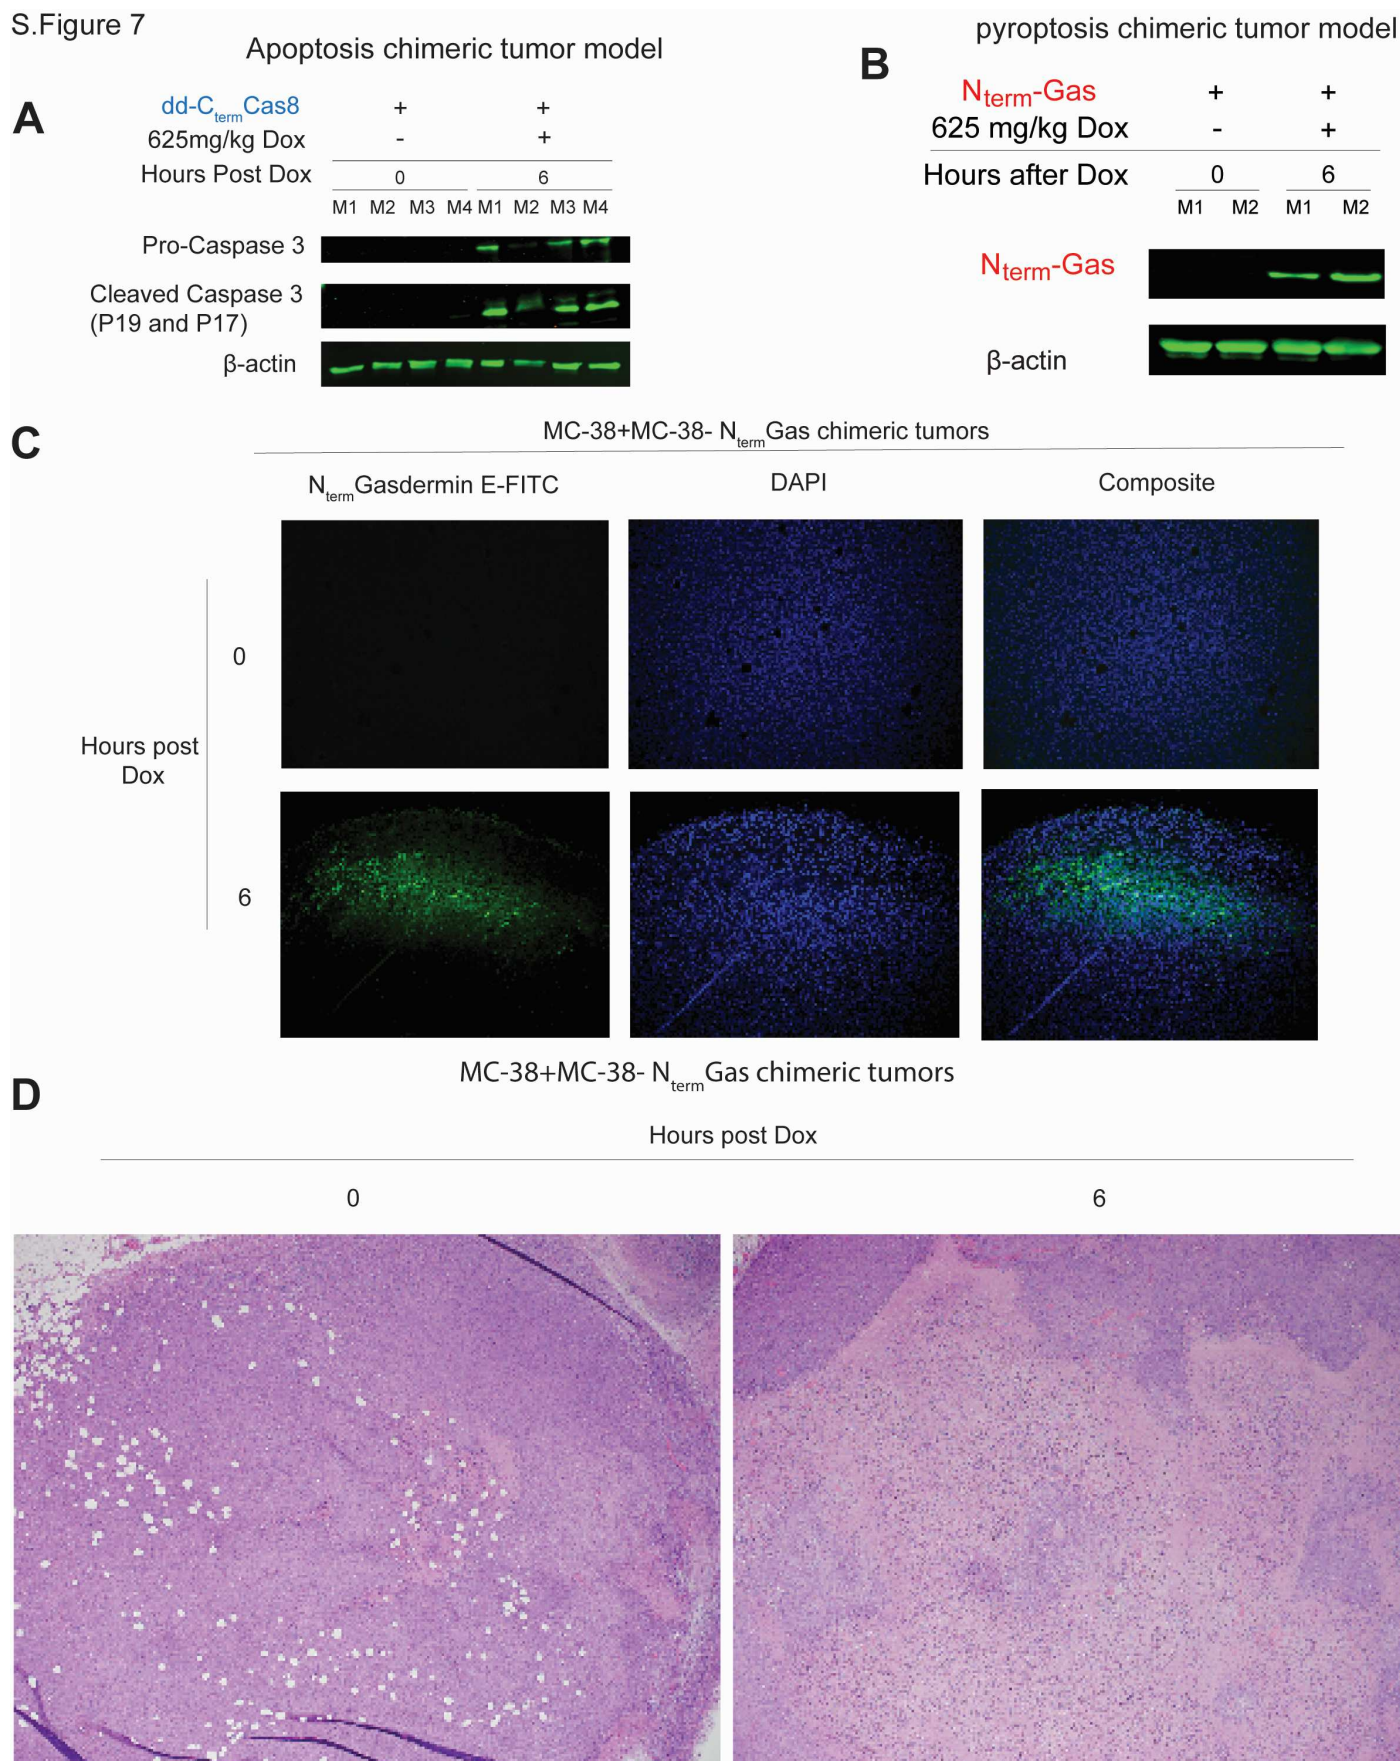 S.Figure 7
Apoptosis chimeric tumor model
pyroptosis chimeric tumor model
A
dd-CtermCas8 + +
625mg/kg Dox - +
Hours Post Dox 0 6
M1 M2 M3 M4 M1 M2 M3 M4
Pro-Caspase 3
Cleaved Caspase 3
(P19 and P17)
β-actin
B
Nterm-Gas + +
625 mg/kg Dox - +
Hours after Dox 0 6
M1 M2 M1 M2
Nterm-Gas
β-actin
C
MC-38+MC-38- NtermGas chimeric tumors
NtermGasdermin E-FITC DAPI Composite
0
Hours post
Dox
6
MC-38+MC-38- NtermGas chimeric tumors
D
Hours post Dox
0 6